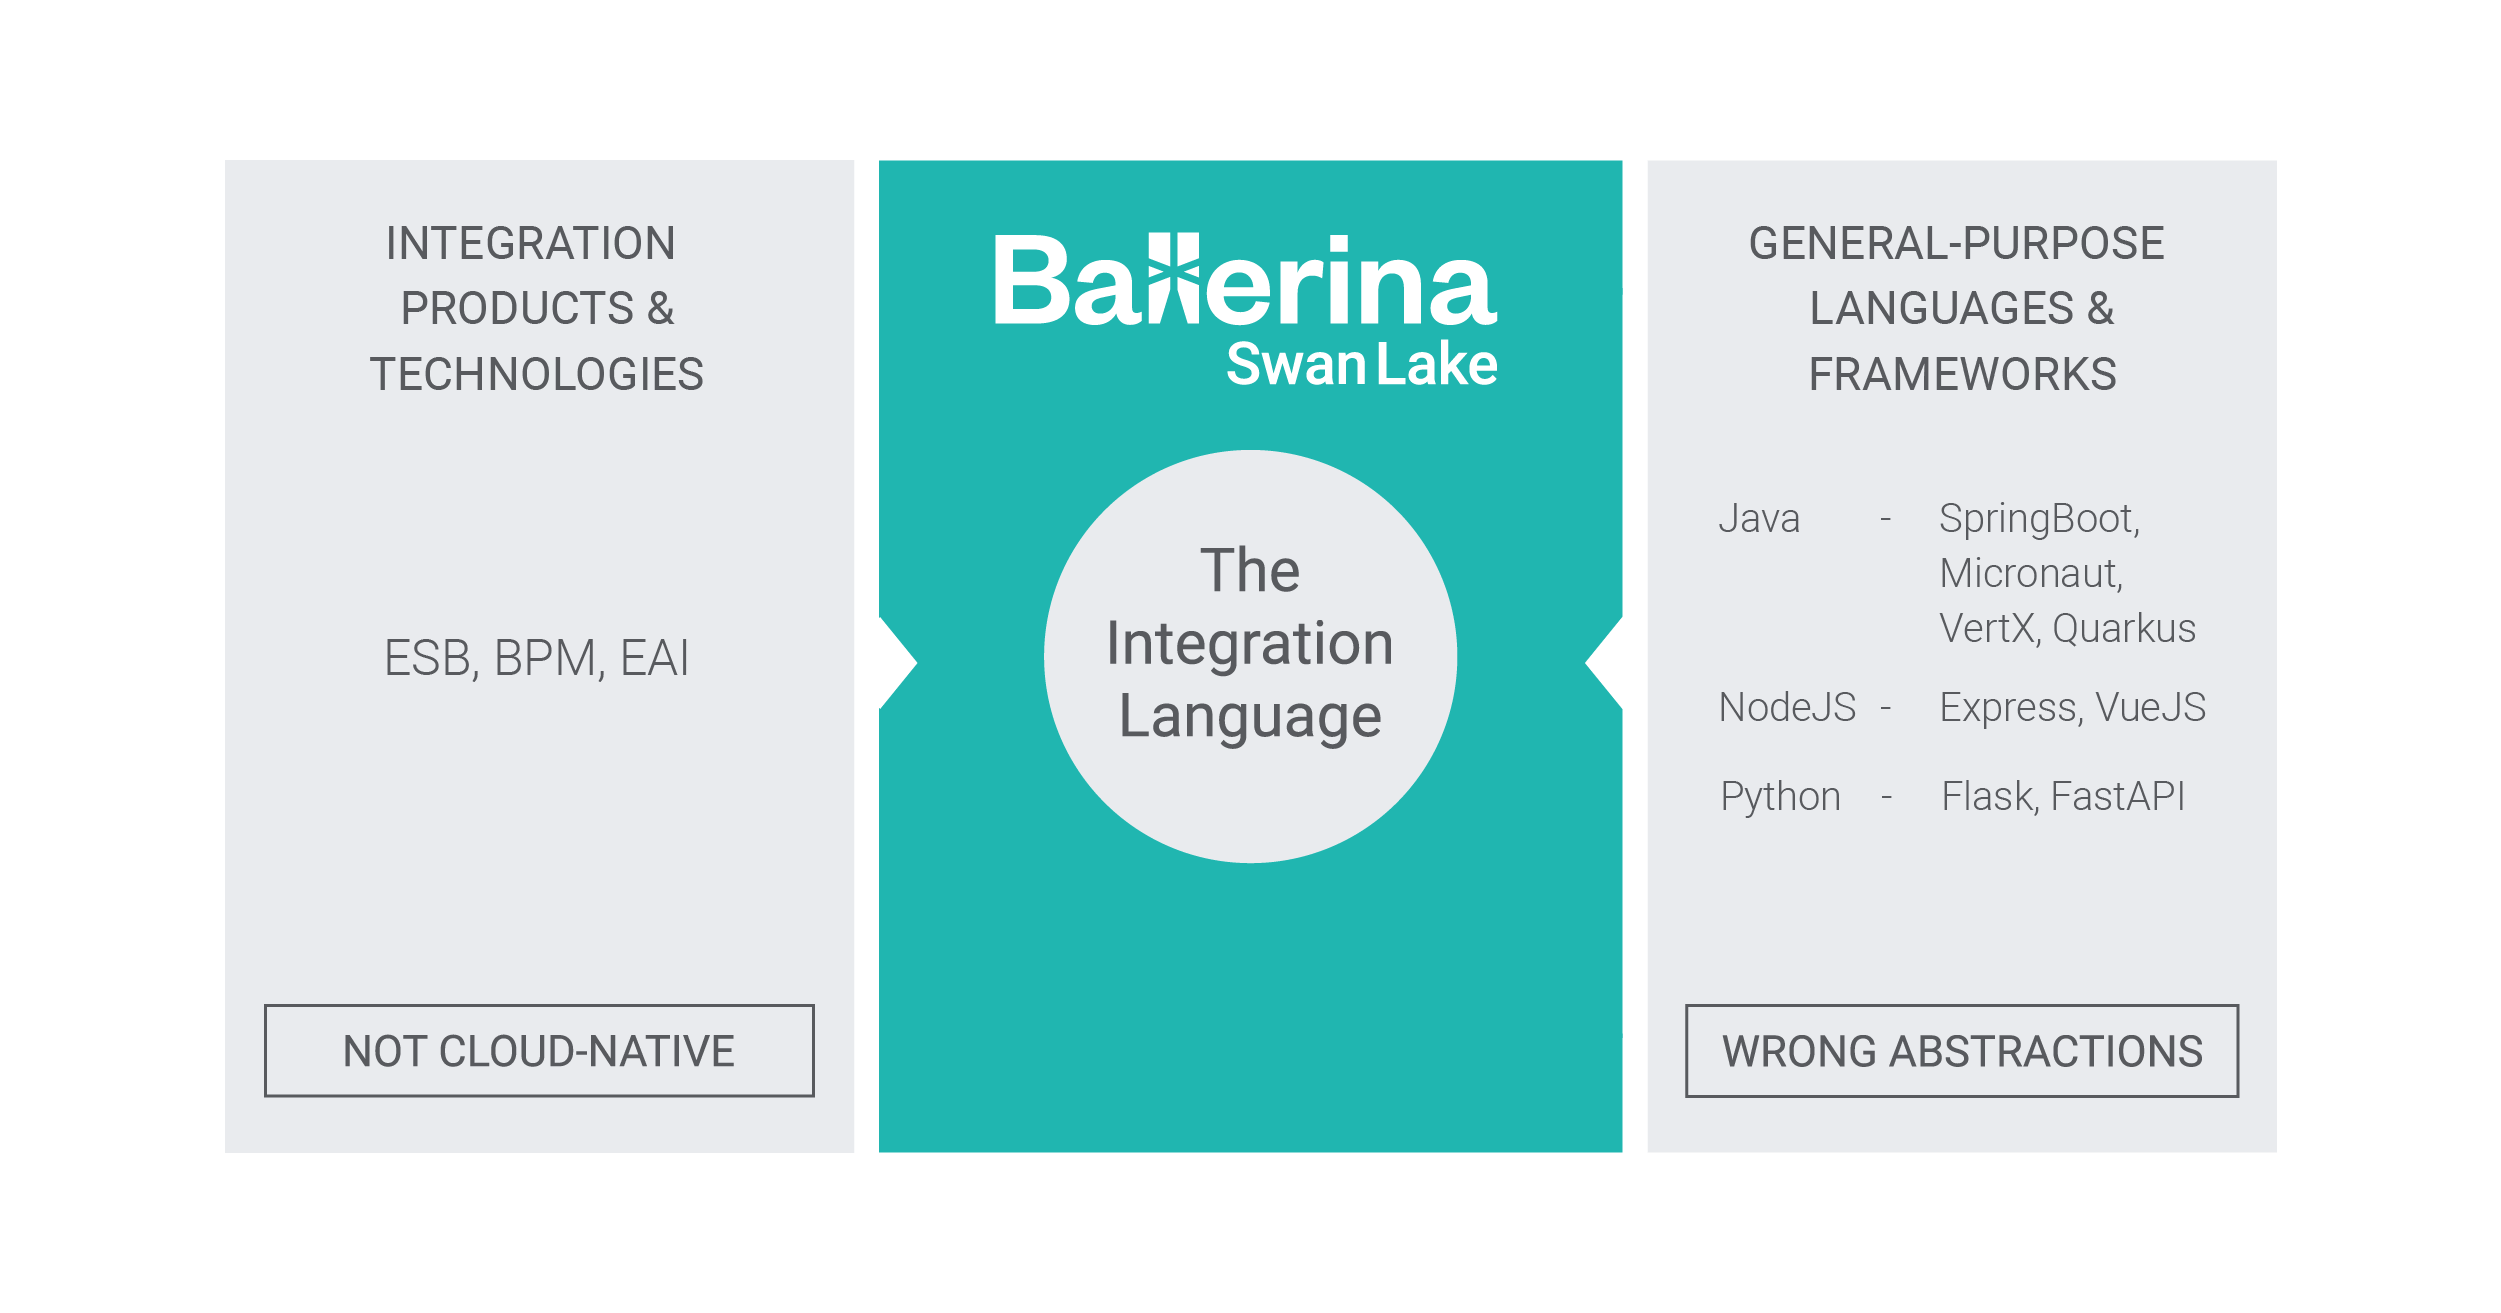 INTEGRATION
PRODUCTS &
TECHNOLOGIES
ESB, BPM, EAI
NOT CLOUD-NATIVE
Ballerina
Swan Lake
The
Integration
Language
GENERAL-PURPOSE
LANGUAGES &
FRAMEWORKS
Java - SpringBoot,
Micronaut,
VertX, Quarkus
NodeJS - Express, VueJS
Python - Flask, FastAPI
WRONG ABSTRACTIONS